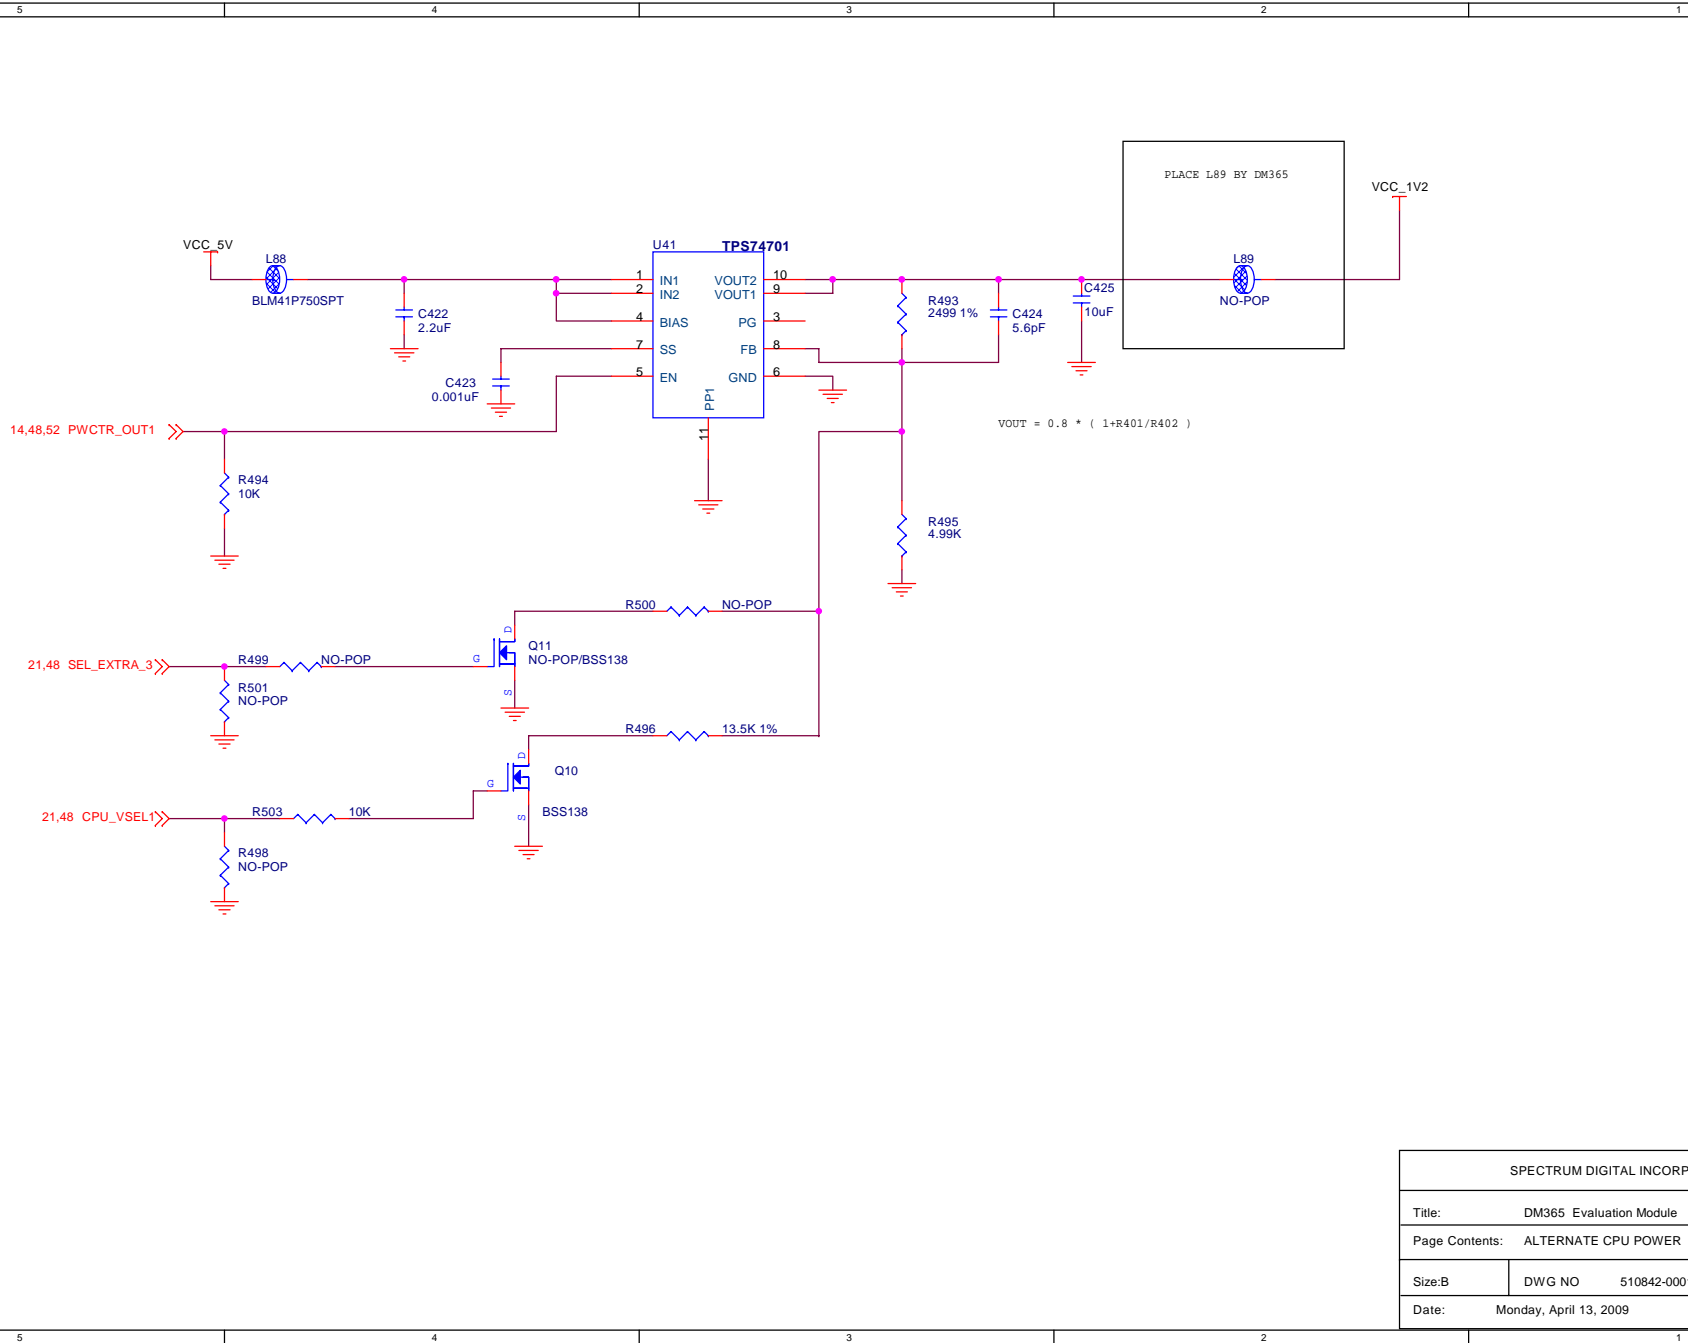 5 4 3 2 1
PLACE L89 BY DM365
VCC_1V2
VCC_5V
L88
BLM41P750SPT
U41 TPS74701
1 IN1
2 IN2
4 BIAS
7 SS
5 EN
VOUT2 10
VOUT1 9
PG 3
FB 8
GND 6
PP1
11
L89
NO-POP
C422
2.2uF
C423
0.001uF
R493
2499 1%
C424
5.6pF
C425
10uF
VOUT = 0.8 * ( 1+R401/R402 )
14,48,52 PWCTR_OUT1
R494
10K
R495
4.99K
R500 NO-POP
D
G
S
Q11
NO-POP/BSS138
21,48 SEL_EXTRA_3
R499 NO-POP
R501
NO-POP
R496 13.5K 1%
D
G
S
Q10
BSS138
21,48 CPU_VSEL1
R503 10K
R498
NO-POP
SPECTRUM DIGITAL INCORP
Title: DM365 Evaluation Module
Page Contents: ALTERNATE CPU POWER
Size:B DWG NO 510842-000
Date: Monday, April 13, 2009
5 4 3 2 1